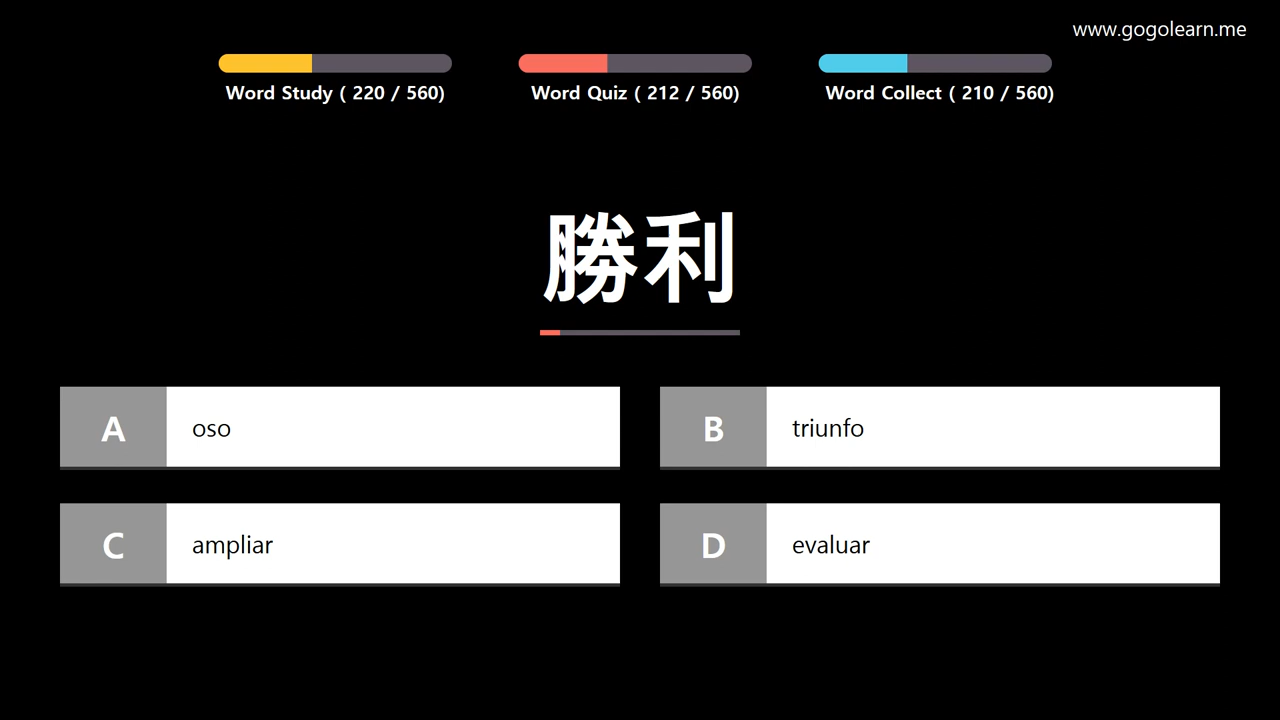 www.gogolearn.me
Word Study ( 220 / 560)
Word Quiz ( 212 / 560)
Word Collect ( 210 / 560)
勝利
A oso
B triunfo
C ampliar
D evaluar